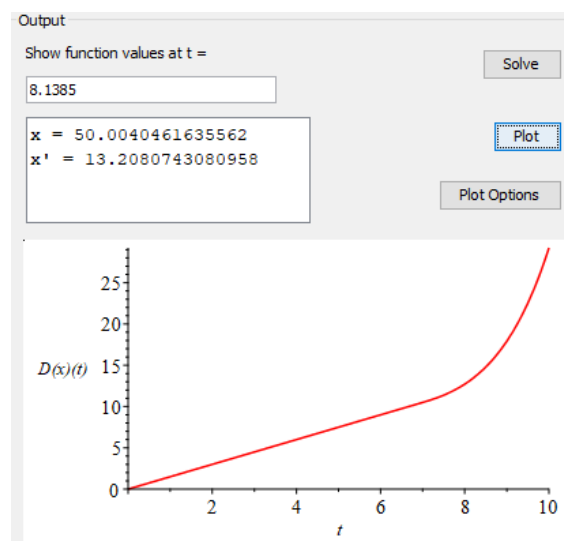 Output
Show function values at t =
Solve
8.1385
x = 50.0040461635562
x' = 13.2080743080958
Plot
Plot Options
25
20
D(x)(t) 15
10
5
0
2 4 6 8 10
t